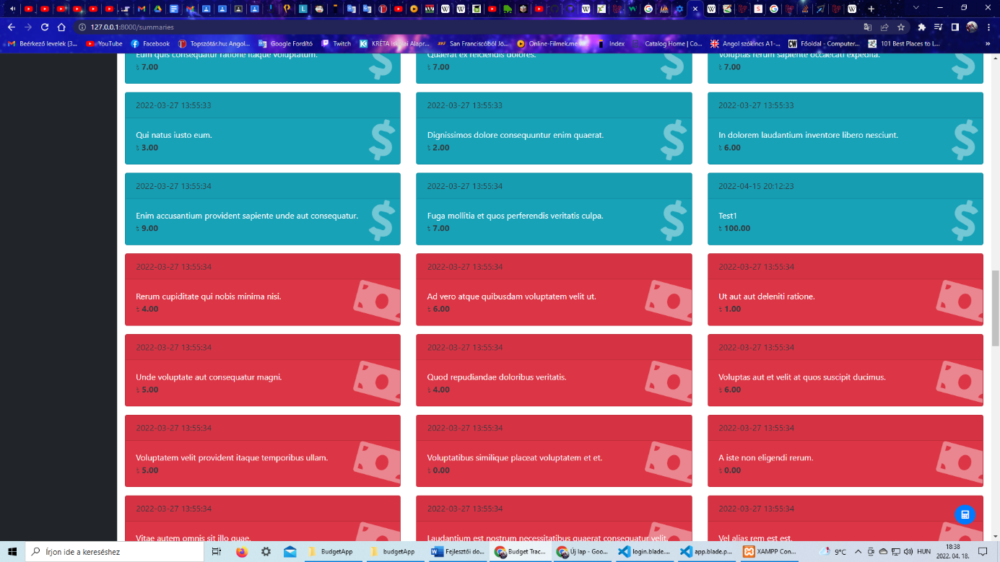 127.0.0.1:8000/summaries
Beérkező levelek (3...
YouTube
Facebook
Topszótár.hu: Angol...
Google Fordító
Twitch
KRÉTA Iskolai Alapr...
San Franciscóból Jó...
Online-Filmek.me
Index
Catalog Home | Co...
Angol szókincs A1-...
Főoldal - Computer...
101 Best Places to L...
»
Eum quis consequatur ratione itaque voluptatum.
৳ 7.00
Quaerat ex reiciendis dolores.
৳ 7.00
Voluptas rerum sapiente occaecati expedita.
৳ 7.00
2022-03-27 13:55:33
Qui natus iusto eum.
৳ 3.00
2022-03-27 13:55:33
Dignissimos dolore consequuntur enim quaerat.
৳ 2.00
2022-03-27 13:55:33
In dolorem laudantium inventore libero nesciunt.
৳ 6.00
2022-03-27 13:55:34
Enim accusantium provident sapiente unde aut consequatur.
৳ 9.00
2022-03-27 13:55:34
Fuga mollitia et quos perferendis veritatis culpa.
৳ 7.00
2022-04-15 20:12:23
Test1
৳ 100.00
2022-03-27 13:55:34
Rerum cupiditate qui nobis minima nisi.
৳ 4.00
2022-03-27 13:55:34
Ad vero atque quibusdam voluptatem velit ut.
৳ 6.00
2022-03-27 13:55:34
Ut aut aut deleniti ratione.
৳ 1.00
2022-03-27 13:55:34
Unde voluptate aut consequatur magni.
৳ 5.00
2022-03-27 13:55:34
Quod repudiandae doloribus veritatis.
৳ 4.00
2022-03-27 13:55:34
Voluptas aut et velit at quos suscipit ducimus.
৳ 6.00
2022-03-27 13:55:34
Voluptatem velit provident itaque temporibus ullam.
৳ 5.00
2022-03-27 13:55:34
Voluptatibus similique placeat voluptatem et et.
৳ 0.00
2022-03-27 13:55:34
A iste non eligendi rerum.
৳ 0.00
2022-03-27 13:55:34
Vitae autem omnis sit illo quae.
2022-03-27 13:55:34
Laudantium est nostrum necessitatibus quaerat consequatur velit.
2022-03-27 13:55:34
Vel alias rem est est.
Írjon ide a kereséshez
BudgetApp
budgetApp
Fejlesztői do...
Budget Trac...
Új lap - Goo...
login.blade....
app.blade.p...
XAMPP Con...
9°C
HUN
18:38
2022. 04. 18.